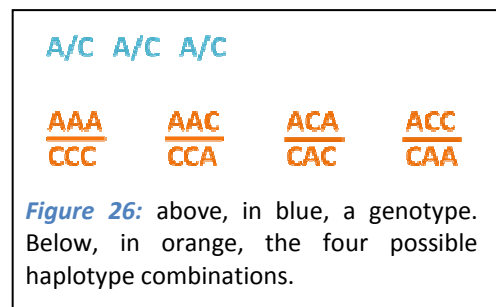 A/C A/C A/C
AAA AAC ACA ACC
CCC CCA CAC CAA
Figure 26: above, in blue, a genotype.
Below, in orange, the four possible
haplotype combinations.